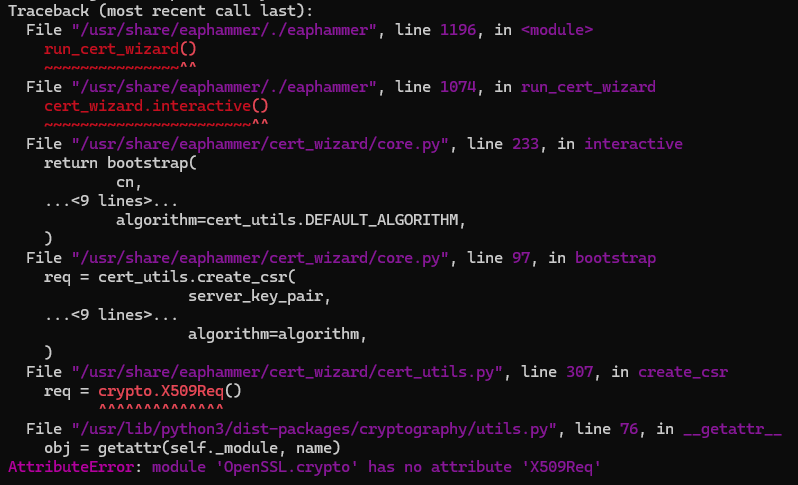 Traceback (most recent call last):
  File "/usr/share/eaphammer/./eaphammer", line 1196, in <module>
    run_cert_wizard()
    ~~~~~~~~~~~~~~~^^
  File "/usr/share/eaphammer/./eaphammer", line 1074, in run_cert_wizard
    cert_wizard.interactive()
    ~~~~~~~~~~~~~~~~~~~~~~~^^
  File "/usr/share/eaphammer/cert_wizard/core.py", line 233, in interactive
    return bootstrap(
            cn,
    ...<9 lines>...
            algorithm=cert_utils.DEFAULT_ALGORITHM,
    )
  File "/usr/share/eaphammer/cert_wizard/core.py", line 97, in bootstrap
    req = cert_utils.create_csr(
                    server_key_pair,
    ...<9 lines>...
                    algorithm=algorithm,
    )
  File "/usr/share/eaphammer/cert_wizard/cert_utils.py", line 307, in create_csr
    req = crypto.X509Req()
          ^^^^^^^^^^^^^^
  File "/usr/lib/python3/dist-packages/cryptography/utils.py", line 76, in __getattr__
    obj = getattr(self._module, name)
AttributeError: module 'OpenSSL.crypto' has no attribute 'X509Req'